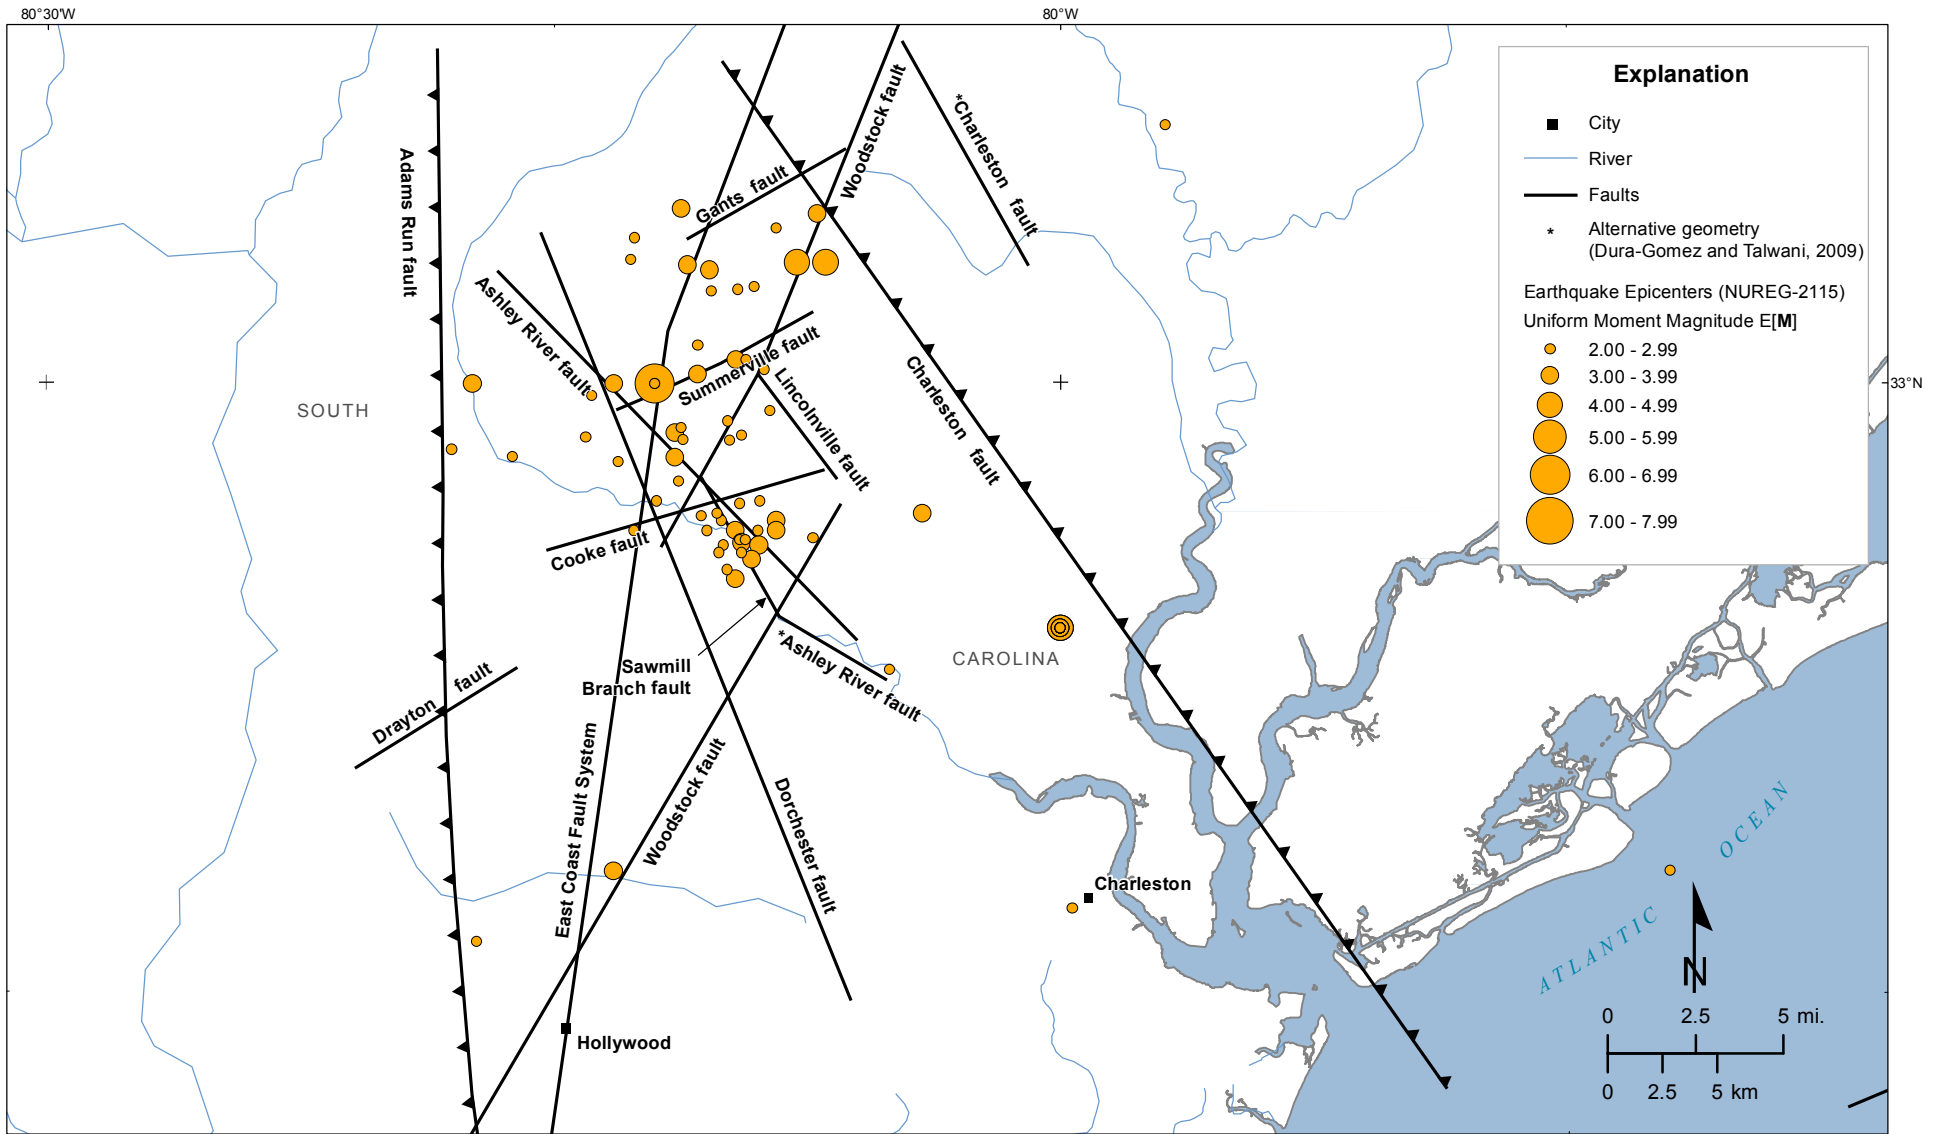 80°30'W
80°W
Explanation
City
River
Faults
* Alternative geometry
(Dura-Gomez and Talwani, 2009)
Earthquake Epicenters (NUREG-2115)
Uniform Moment Magnitude E[M]
2.00 - 2.99
3.00 - 3.99
4.00 - 4.99
5.00 - 5.99
6.00 - 6.99
7.00 - 7.99
Adams Run fault
Gants fault
Woodstock fault
*Charleston fault
Ashley River fault
Summerville fault
Lincolnville fault
Charleston fault
33°N
SOUTH
Cooke fault
CAROLINA
Sawmill
Branch fault
*Ashley River fault
Drayton fault
East Coast Fault System
Woodstock fault
Dorchester fault
Charleston
Hollywood
ATLANTIC OCEAN
N
0 2.5 5 mi.
0 2.5 5 km